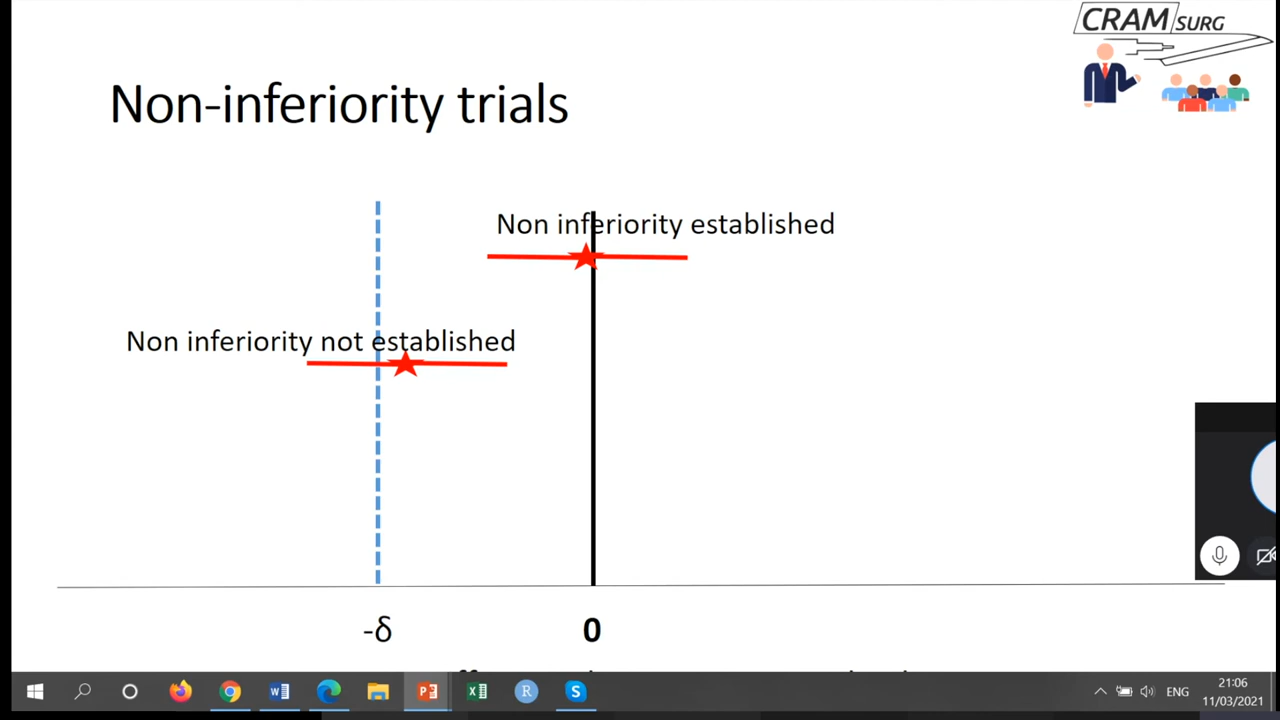 CRAM SURG
Non-inferiority trials
Non inferiority established
Non inferiority not established
-δ
0
21:06
ENG
11/03/2021